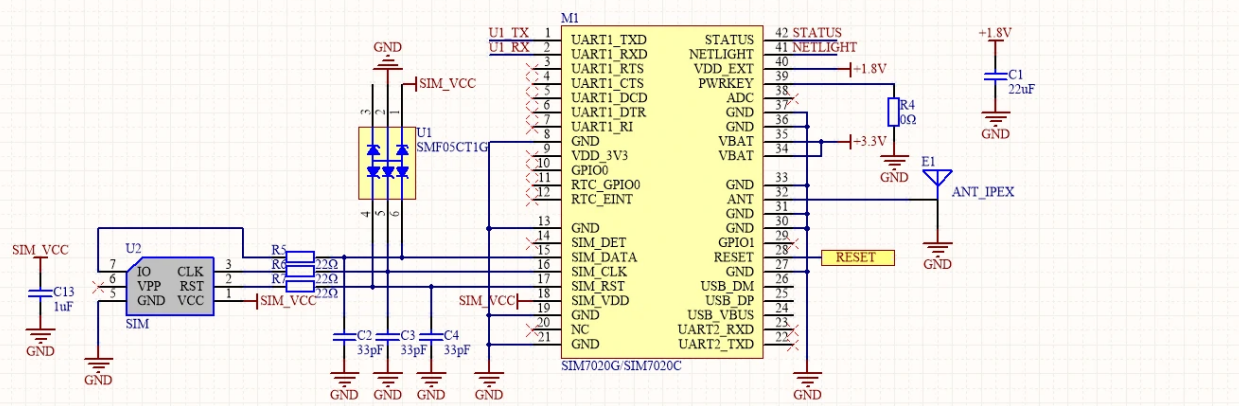 M1
U1_TX 1 UART1_TXD STATUS 42 STATUS
U1_RX 2 UART1_RXD NETLIGHT 41 NETLIGHT
3 UART1_RTS VDD_EXT 40 +1.8V
4 UART1_CTS PWRKEY 39
5 UART1_DCD ADC 38
6 UART1_DTR GND 37
7 UART1_RI GND 36
8 GND VBAT 35 +3.3V
9 VDD_3V3 VBAT 34
10 GPIO0
11 RTC_GPIO0 GND 33
12 RTC_EINT ANT 32
GND 31
13 GND GND 30
14 SIM_DET GPIO1 29
15 SIM_DATA RESET 28 RESET
16 SIM_CLK GND 27
17 SIM_RST USB_DM 26
SIM_VCC 18 SIM_VDD USB_DP 25
19 GND USB_VBUS 24
20 NC UART2_RXD 23
21 GND UART2_TXD 22
SIM7020G/SIM7020C
GND
GND
GND
SIM_VCC
3 2 1
U1
SMF05CT1G
4 5 6
+1.8V
C1
22uF
GND
R4
0Ω
GND
E1
ANT_IPEX
GND
SIM_VCC
C13
1uF
GND
U2
7 IO CLK 3
6 VPP RST 2
5 GND VCC 1 SIM_VCC
SIM
GND
R5
R6 22Ω
R7 22Ω
22Ω
C2
33pF
GND
C3
33pF
GND
C4
33pF
GND